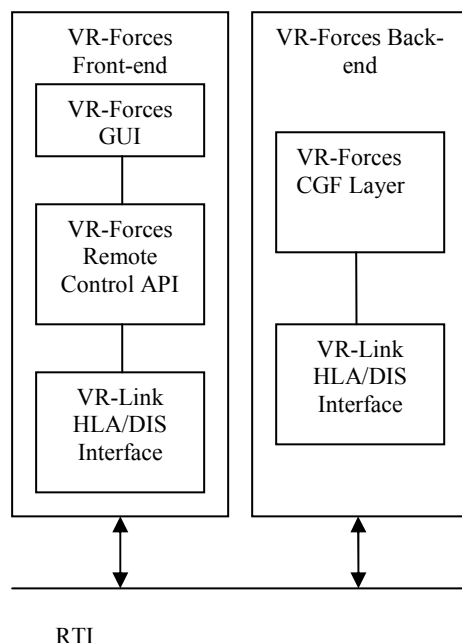 VR-Forces
Front-end
VR-Forces
GUI
VR-Forces
Remote
Control API
VR-Link
HLA/DIS
Interface
VR-Forces Back-
end
VR-Forces
CGF Layer
VR-Link
HLA/DIS
Interface
RTI